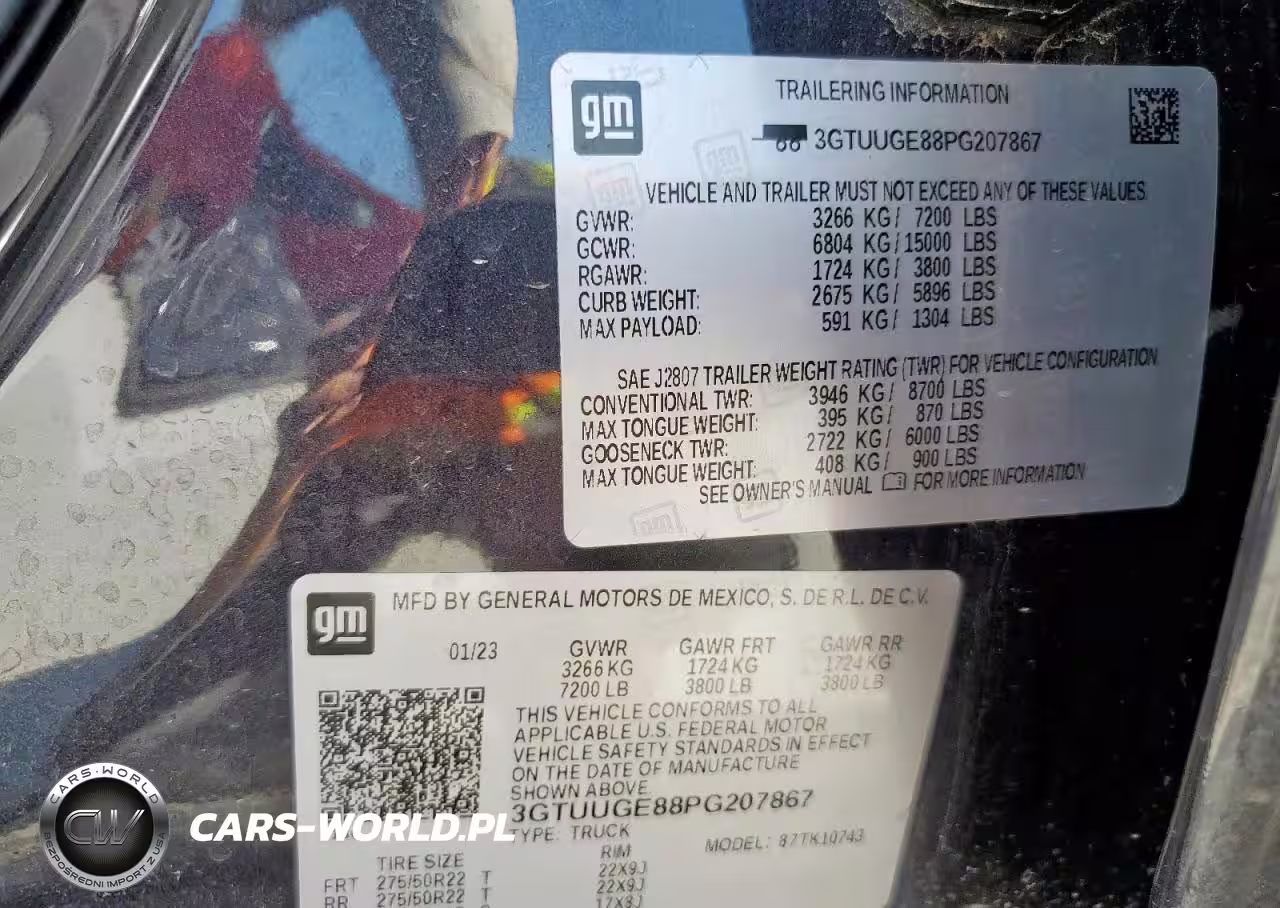 gm
TRAILERING INFORMATION
3GTUUGE88PG207867
VEHICLE AND TRAILER MUST NOT EXCEED ANY OF THESE VALUES.
GVWR: 3266 KG/ 7200 LBS
GCWR: 6804 KG/ 15000 LBS
RGAWR: 1724 KG/ 3800 LBS
CURB WEIGHT: 2675 KG/ 5896 LBS
MAX PAYLOAD: 591 KG/ 1304 LBS
SAE J2807 TRAILER WEIGHT RATING (TWR) FOR VEHICLE CONFIGURATION
CONVENTIONAL TWR: 3946 KG/ 8700 LBS
MAX TONGUE WEIGHT: 395 KG/ 870 LBS
GOOSENECK TWR: 2722 KG/ 6000 LBS
MAX TONGUE WEIGHT: 408 KG/ 900 LBS
SEE OWNER'S MANUAL FOR MORE INFORMATION
gm
MFD BY GENERAL MOTORS DE MEXICO, S. DE R.L. DE C.V.
01/23 GVWR GAWR FRT GAWR RR
3266 KG 1724 KG 1724 KG
7200 LB 3800 LB 3800 LB
THIS VEHICLE CONFORMS TO ALL
APPLICABLE U.S. FEDERAL MOTOR
VEHICLE SAFETY STANDARDS IN EFFECT
ON THE DATE OF MANUFACTURE
SHOWN ABOVE.
3GTUUGE88PG207867
TYPE: TRUCK MODEL: 87TK10743
TIRE SIZE RIM
FRT 275/50R22 T 22X9J
RR 275/50R22 T 22X9J
17X8J
CARS-WORLD
CW
BEZPOŚREDNI IMPORT Z USA
CARS-WORLD.PL